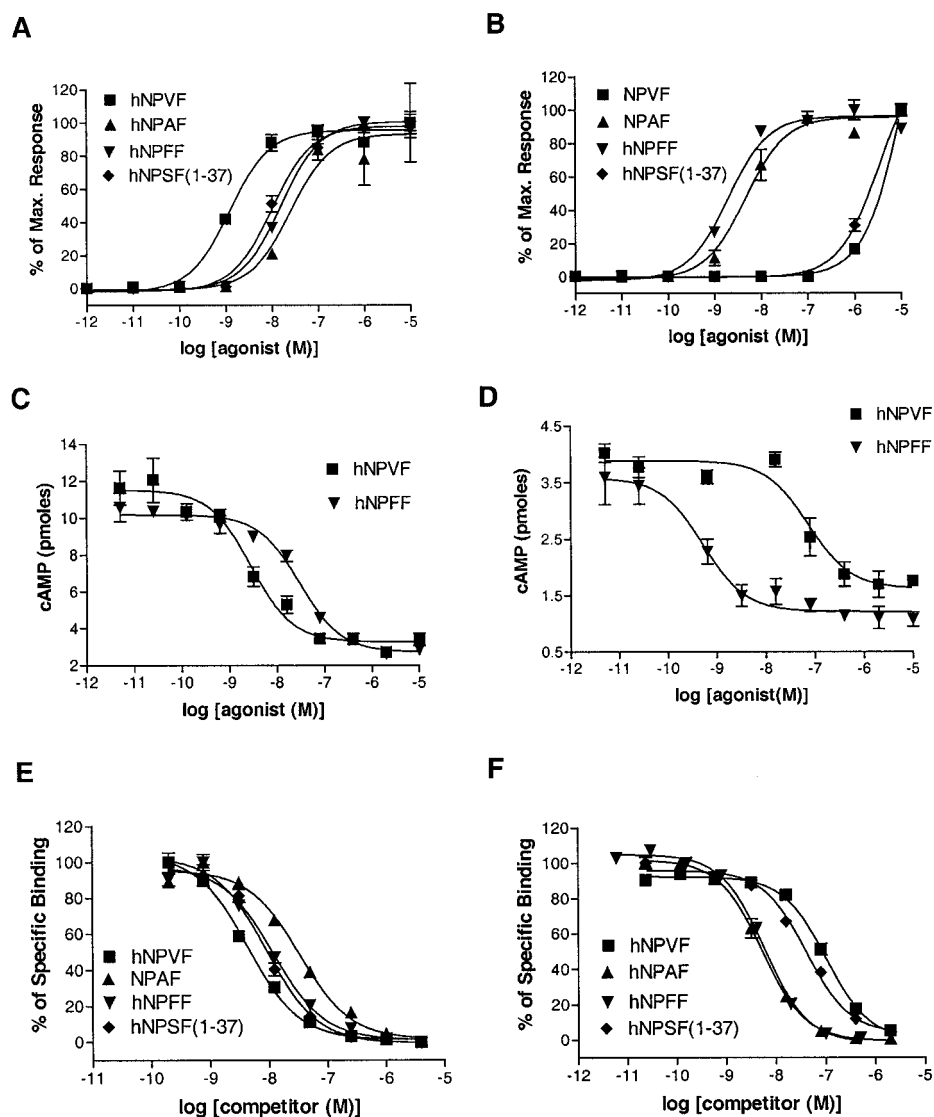 A
120
100
80
60
40
20
0
% of Max. Response
hNPVF
hNPAF
hNPFF
hNPSF(1-37)
-12 -11 -10 -9 -8 -7 -6 -5
log [agonist (M)]
B
120
100
80
60
40
20
0
% of Max. Response
NPVF
NPAF
hNPFF
hNPSF(1-37)
-12 -11 -10 -9 -8 -7 -6 -5
log [agonist (M)]
C
14
12
10
8
6
4
2
cAMP (pmoles)
hNPVF
hNPFF
-12 -11 -10 -9 -8 -7 -6 -5
log [agonist (M)]
D
4.5
3.5
2.5
1.5
0.5
cAMP (pmoles)
hNPVF
hNPFF
-12 -11 -10 -9 -8 -7 -6 -5
log [agonist(M)]
E
120
100
80
60
40
20
0
% of Specific Binding
hNPVF
NPAF
hNPFF
hNPSF(1-37)
-11 -10 -9 -8 -7 -6 -5
log [competitor (M)]
F
120
100
80
60
40
20
0
% of Specific Binding
hNPVF
hNPAF
hNPFF
hNPSF(1-37)
-12 -11 -10 -9 -8 -7 -6 -5
log [competitor (M)]